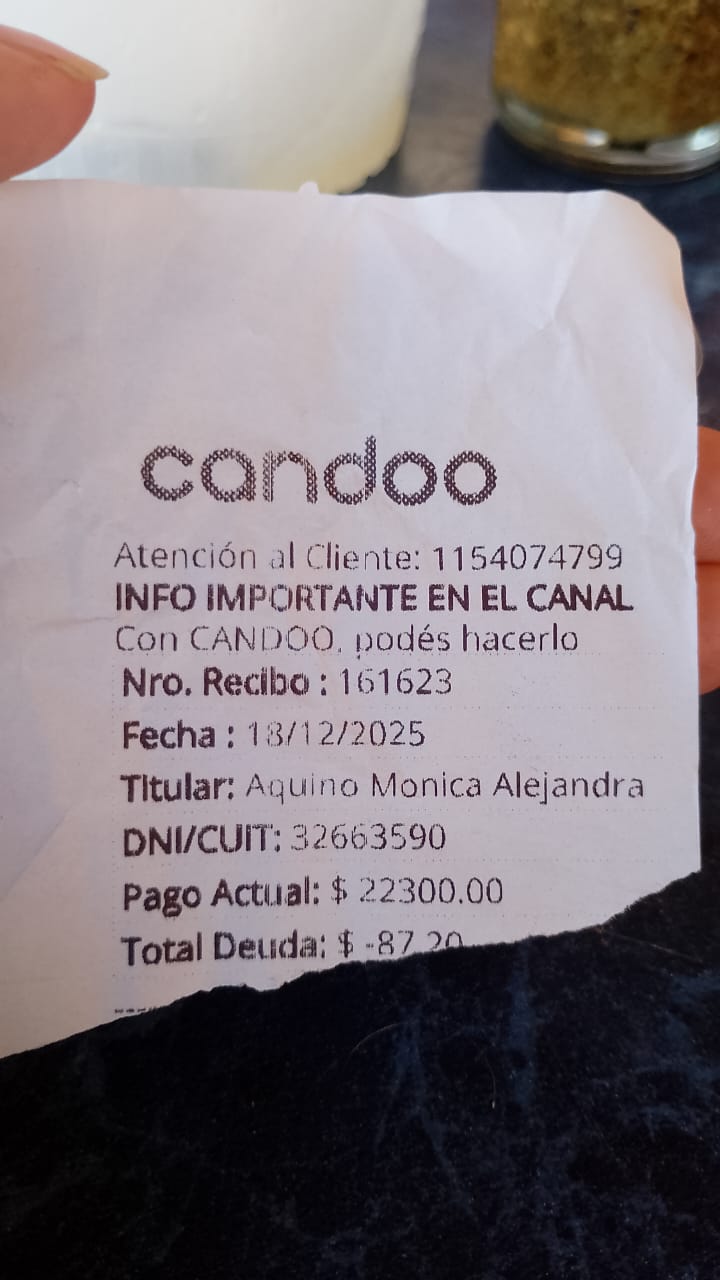 candoo
Atención al Cliente: 1154074799
INFO IMPORTANTE EN EL CANAL
Con CANDOO, podés hacerlo
Nro. Recibo : 161623
Fecha : 18/12/2025
Titular: Aquino Monica Alejandra
DNI/CUIT: 32663590
Pago Actual: $ 22300.00
Total Deuda: $ -87.20